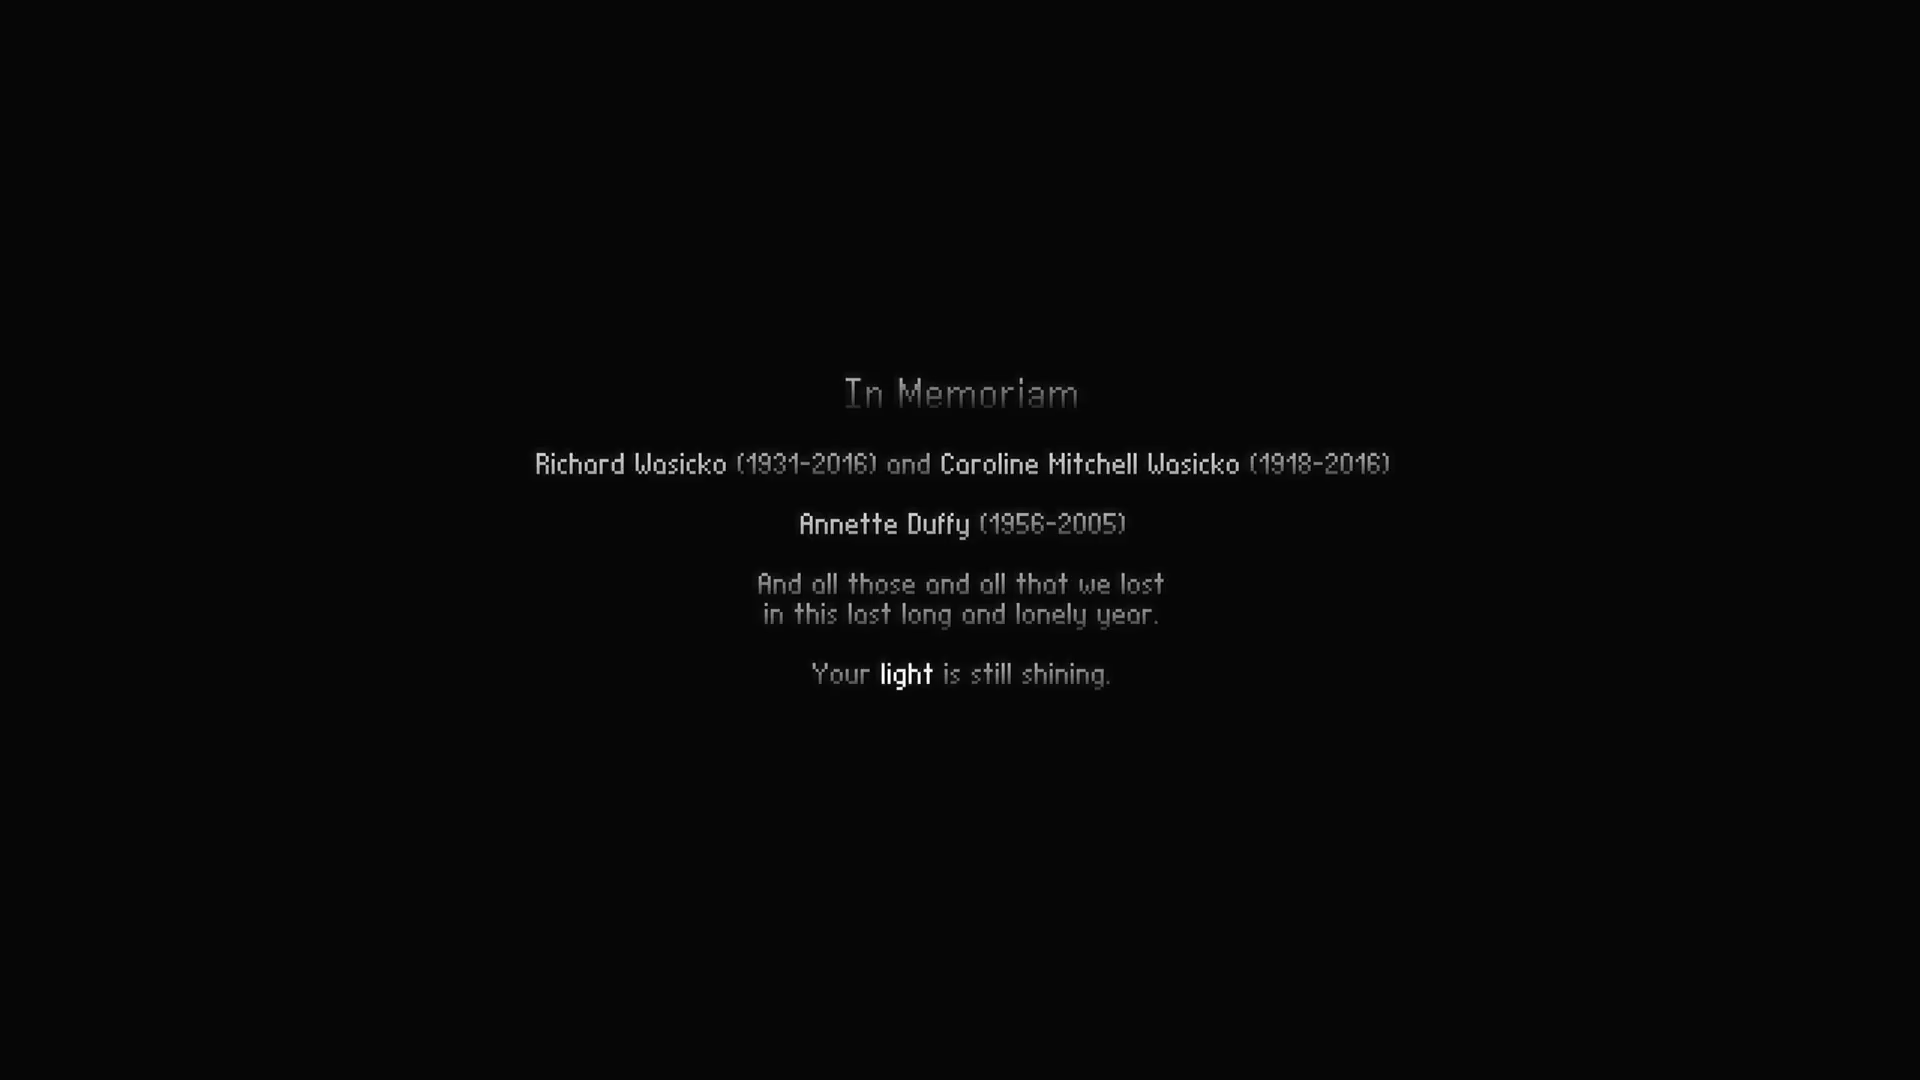 In Memoriam
Richard Wasicko (1931-2016) and Caroline Mitchell Wasicko (1918-2016)
Annette Duffy (1956-2005)
And all those and all that we lost
in this last long and lonely year.
Your light is still shining.